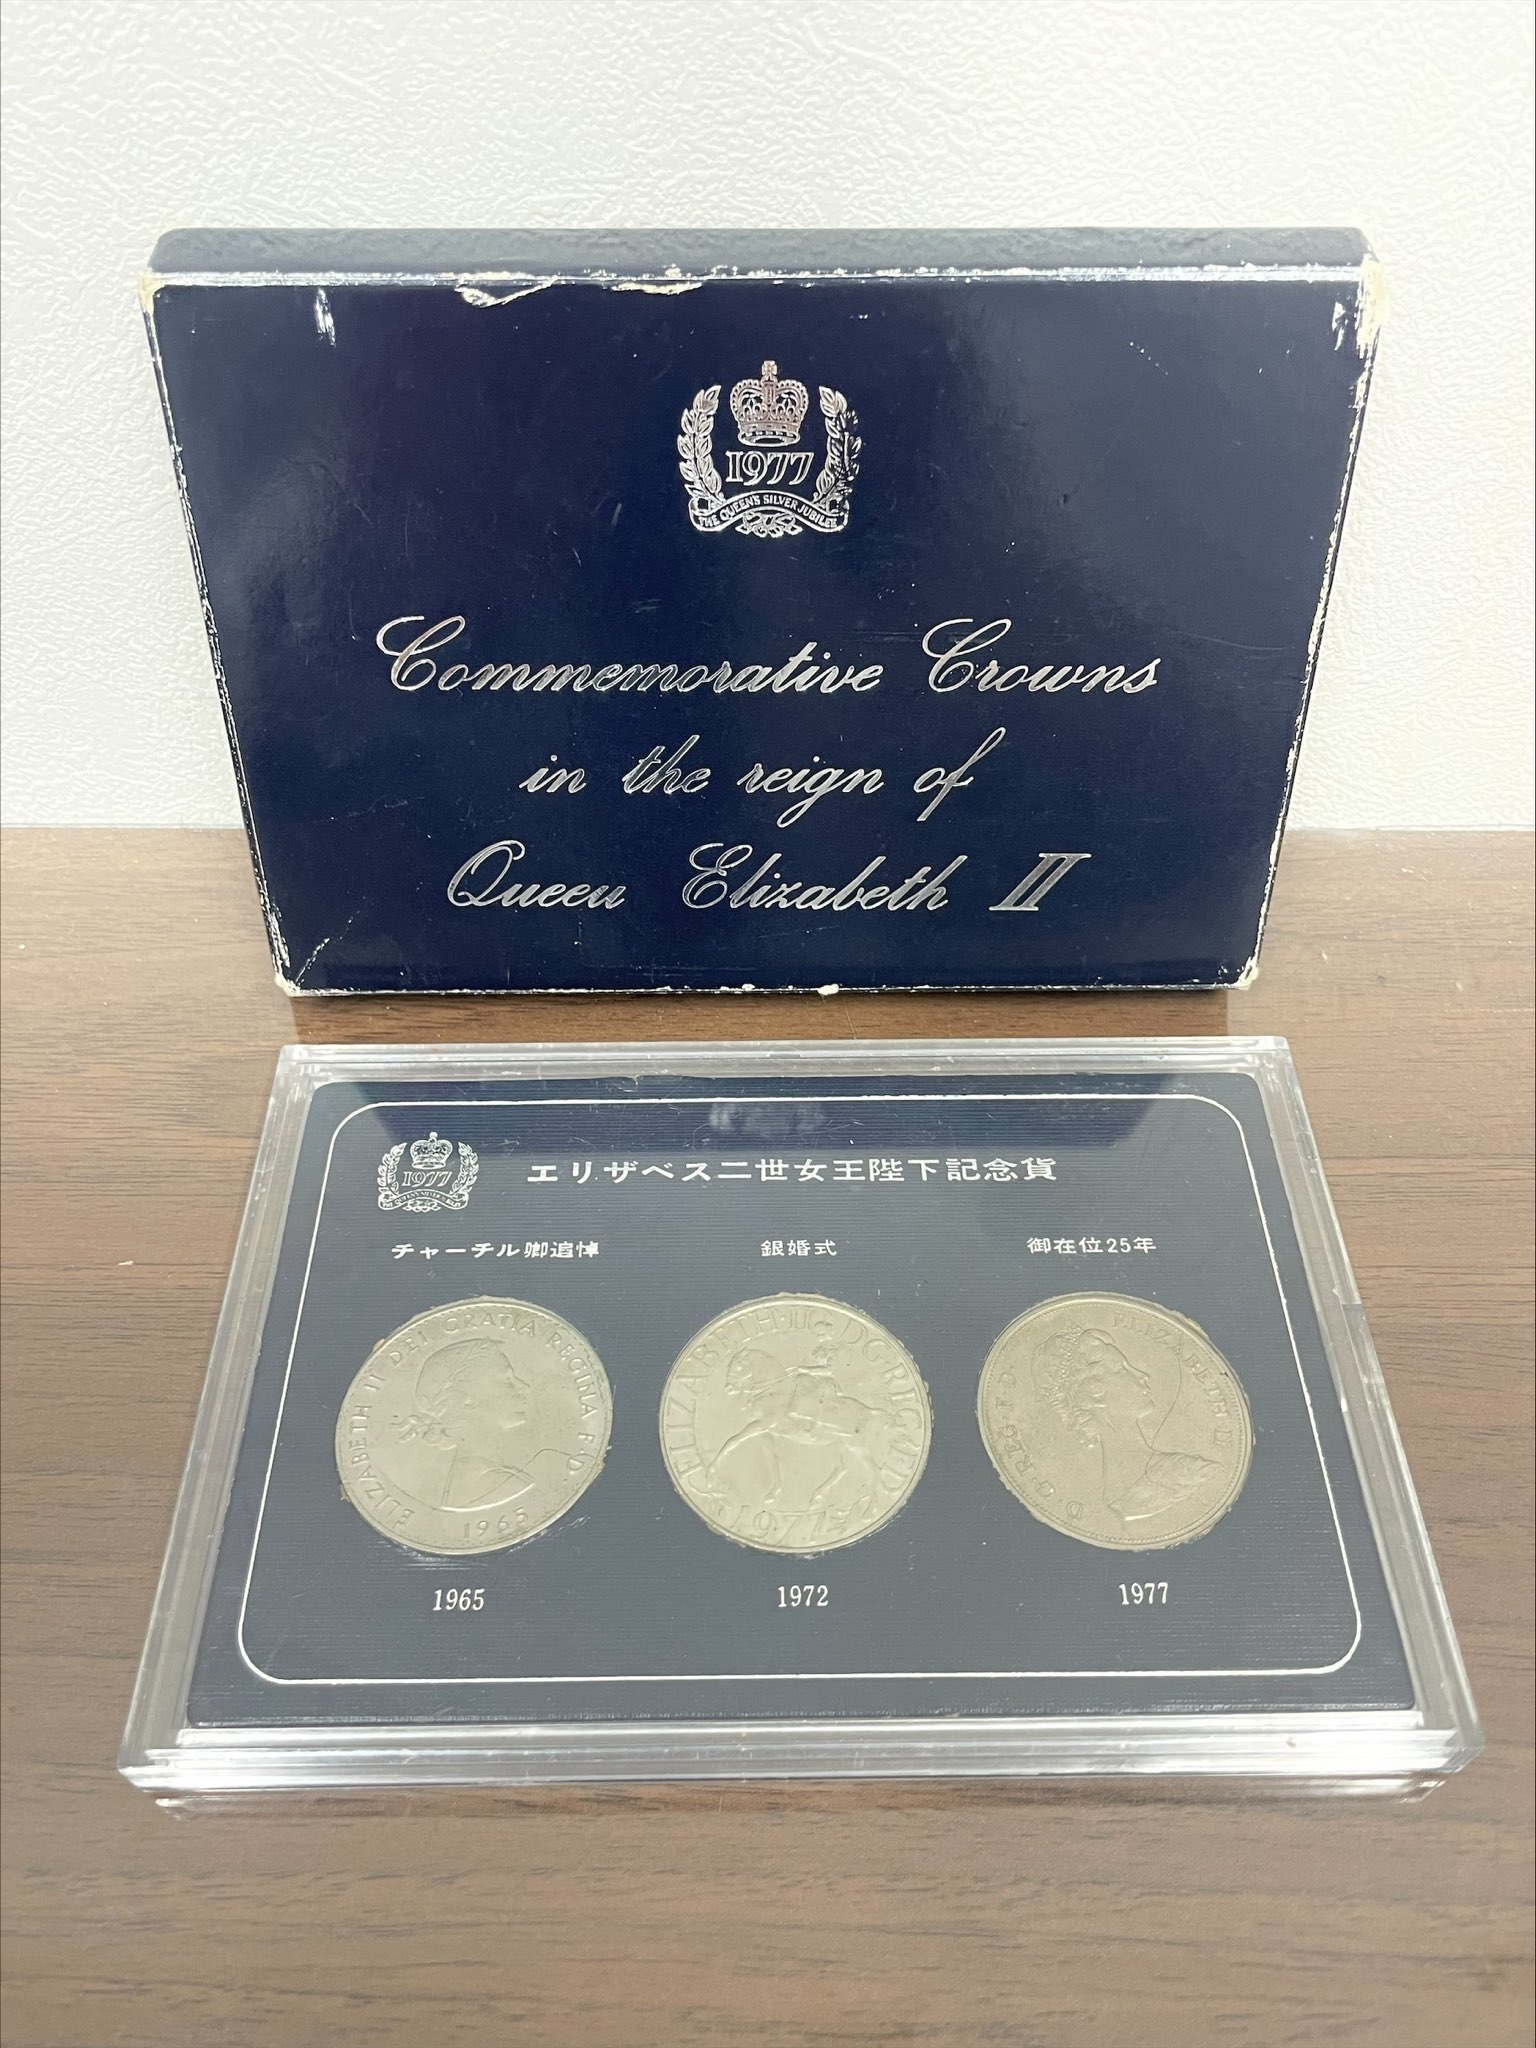 1977
THE QUEEN'S SILVER JUBILEE
Commemorative Crowns
in the reign of
Queen Elizabeth II
1977
エリザベス二世女王陛下記念貨
チャーチル卿追悼
銀婚式
御在位25年
ELIZABETH II DEI GRATIA REGINA F. D.
1965
ELIZABETH·II D·G·REG·F·D
1977
D·G·REG·F·D
ELIZABETH II
1965
1972
1977